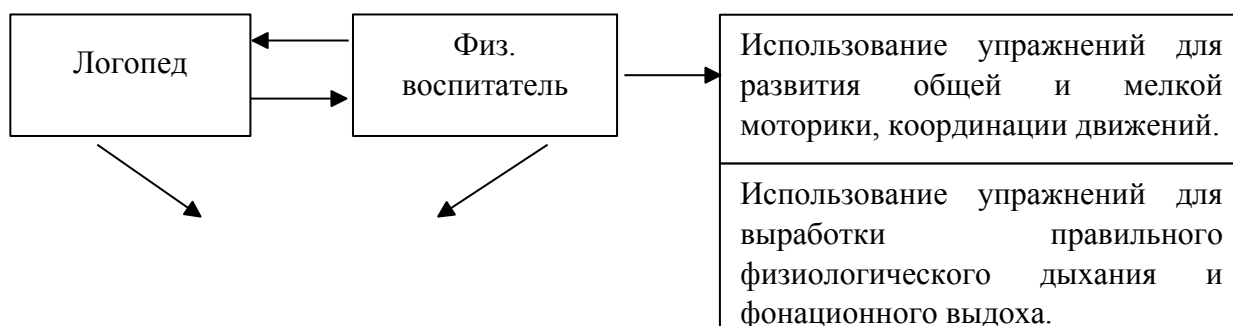 Логопед
Физ.
воспитатель
Использование упражнений для
развития общей и мелкой
моторики, координации движений.
Использование упражнений для
выработки правильного
физиологического дыхания и
фонационного выдоха.